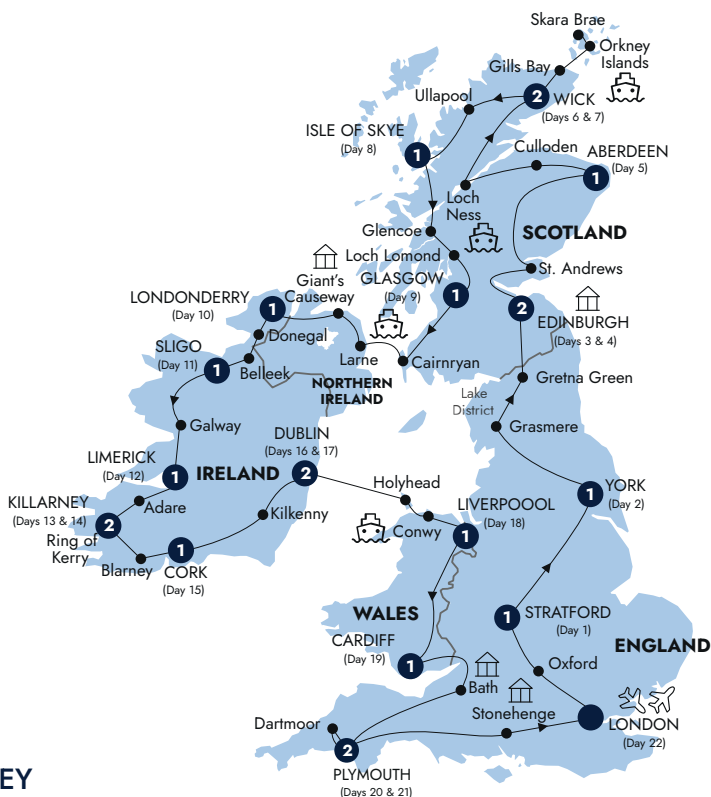 Skara Brae
Orkney
Islands
Gills Bay
Ullapool
2
WICK
(Days 6 & 7)
ISLE OF SKYE
(Day 8)
1
Culloden
ABERDEEN
(Day 5)
1
Loch
Ness
Glencoe
SCOTLAND
Loch Lomond
St. Andrews
GLASGOW
(Day 9)
1
Giant's
Causeway
LONDONDERRY
(Day 10)
1
2
EDINBURGH
(Days 3 & 4)
Donegal
SLIGO
(Day 11)
1
Belleek
Larne
Cairnryan
NORTHERN
IRELAND
Gretna Green
Lake
District
Grasmere
Galway
DUBLIN
(Days 16 & 17)
2
LIMERICK
(Day 12)
1
IRELAND
Holyhead
LIVERPOOOL
(Day 18)
1
YORK
(Day 2)
1
KILLARNEY
(Days 13 & 14)
2
Adare
Kilkenny
Conwy
Ring of
Kerry
Blarney
1
CORK
(Day 15)
WALES
1
STRATFORD
(Day 1)
CARDIFF
(Day 19)
1
ENGLAND
Oxford
Bath
Stonehenge
LONDON
(Day 22)
Dartmoor
2
PLYMOUTH
(Days 20 & 21)
EY